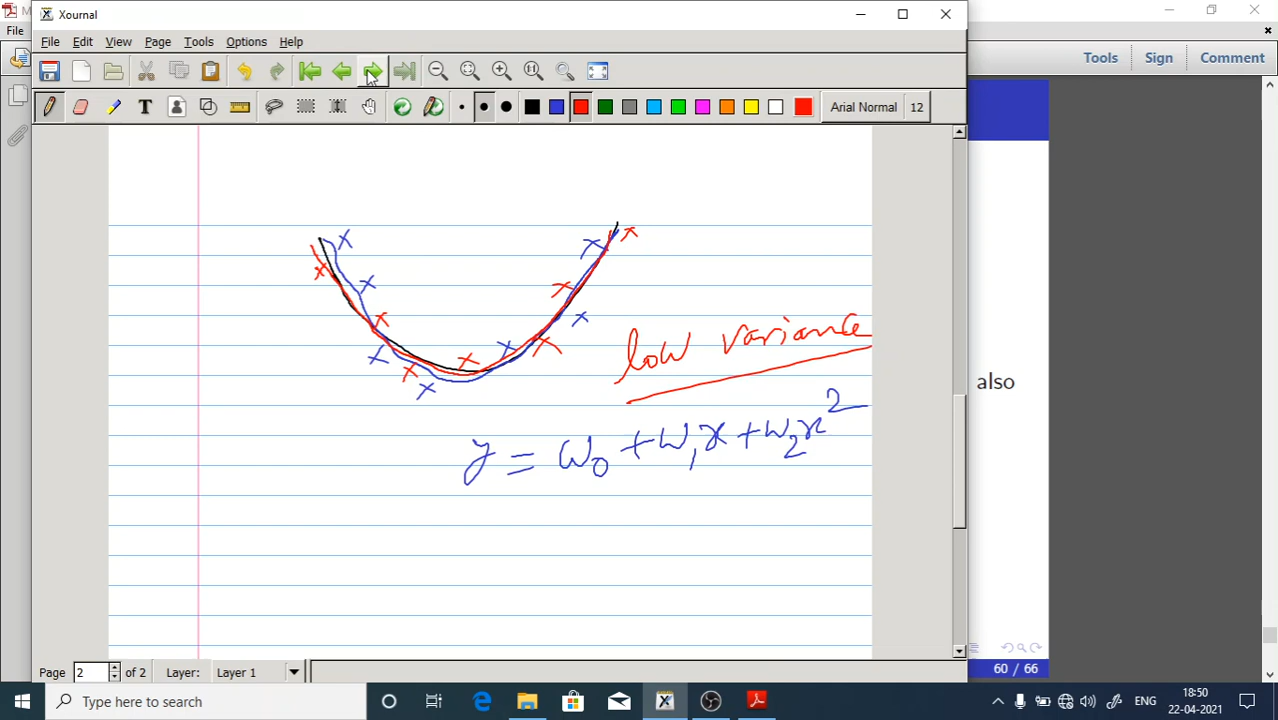 Xournal
File Edit View Page Tools Options Help
Sign Comment
File
T
Arial Normal 12
x x
x x x
x x
x x
x x x x
x
x
low variance
also
y = w0 + w1x + w2x2
60 / 66
Page 2 of 2 Layer: Layer 1
Type here to search
ENG
18:50
22-04-2021